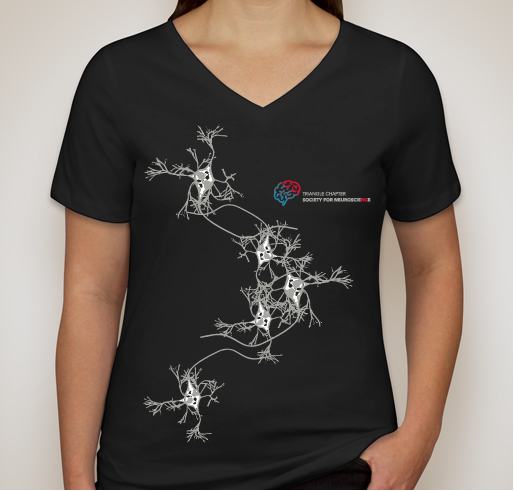 TRIANGLE CHAPTER
SOCIETY FOR NEUROSCIENCE